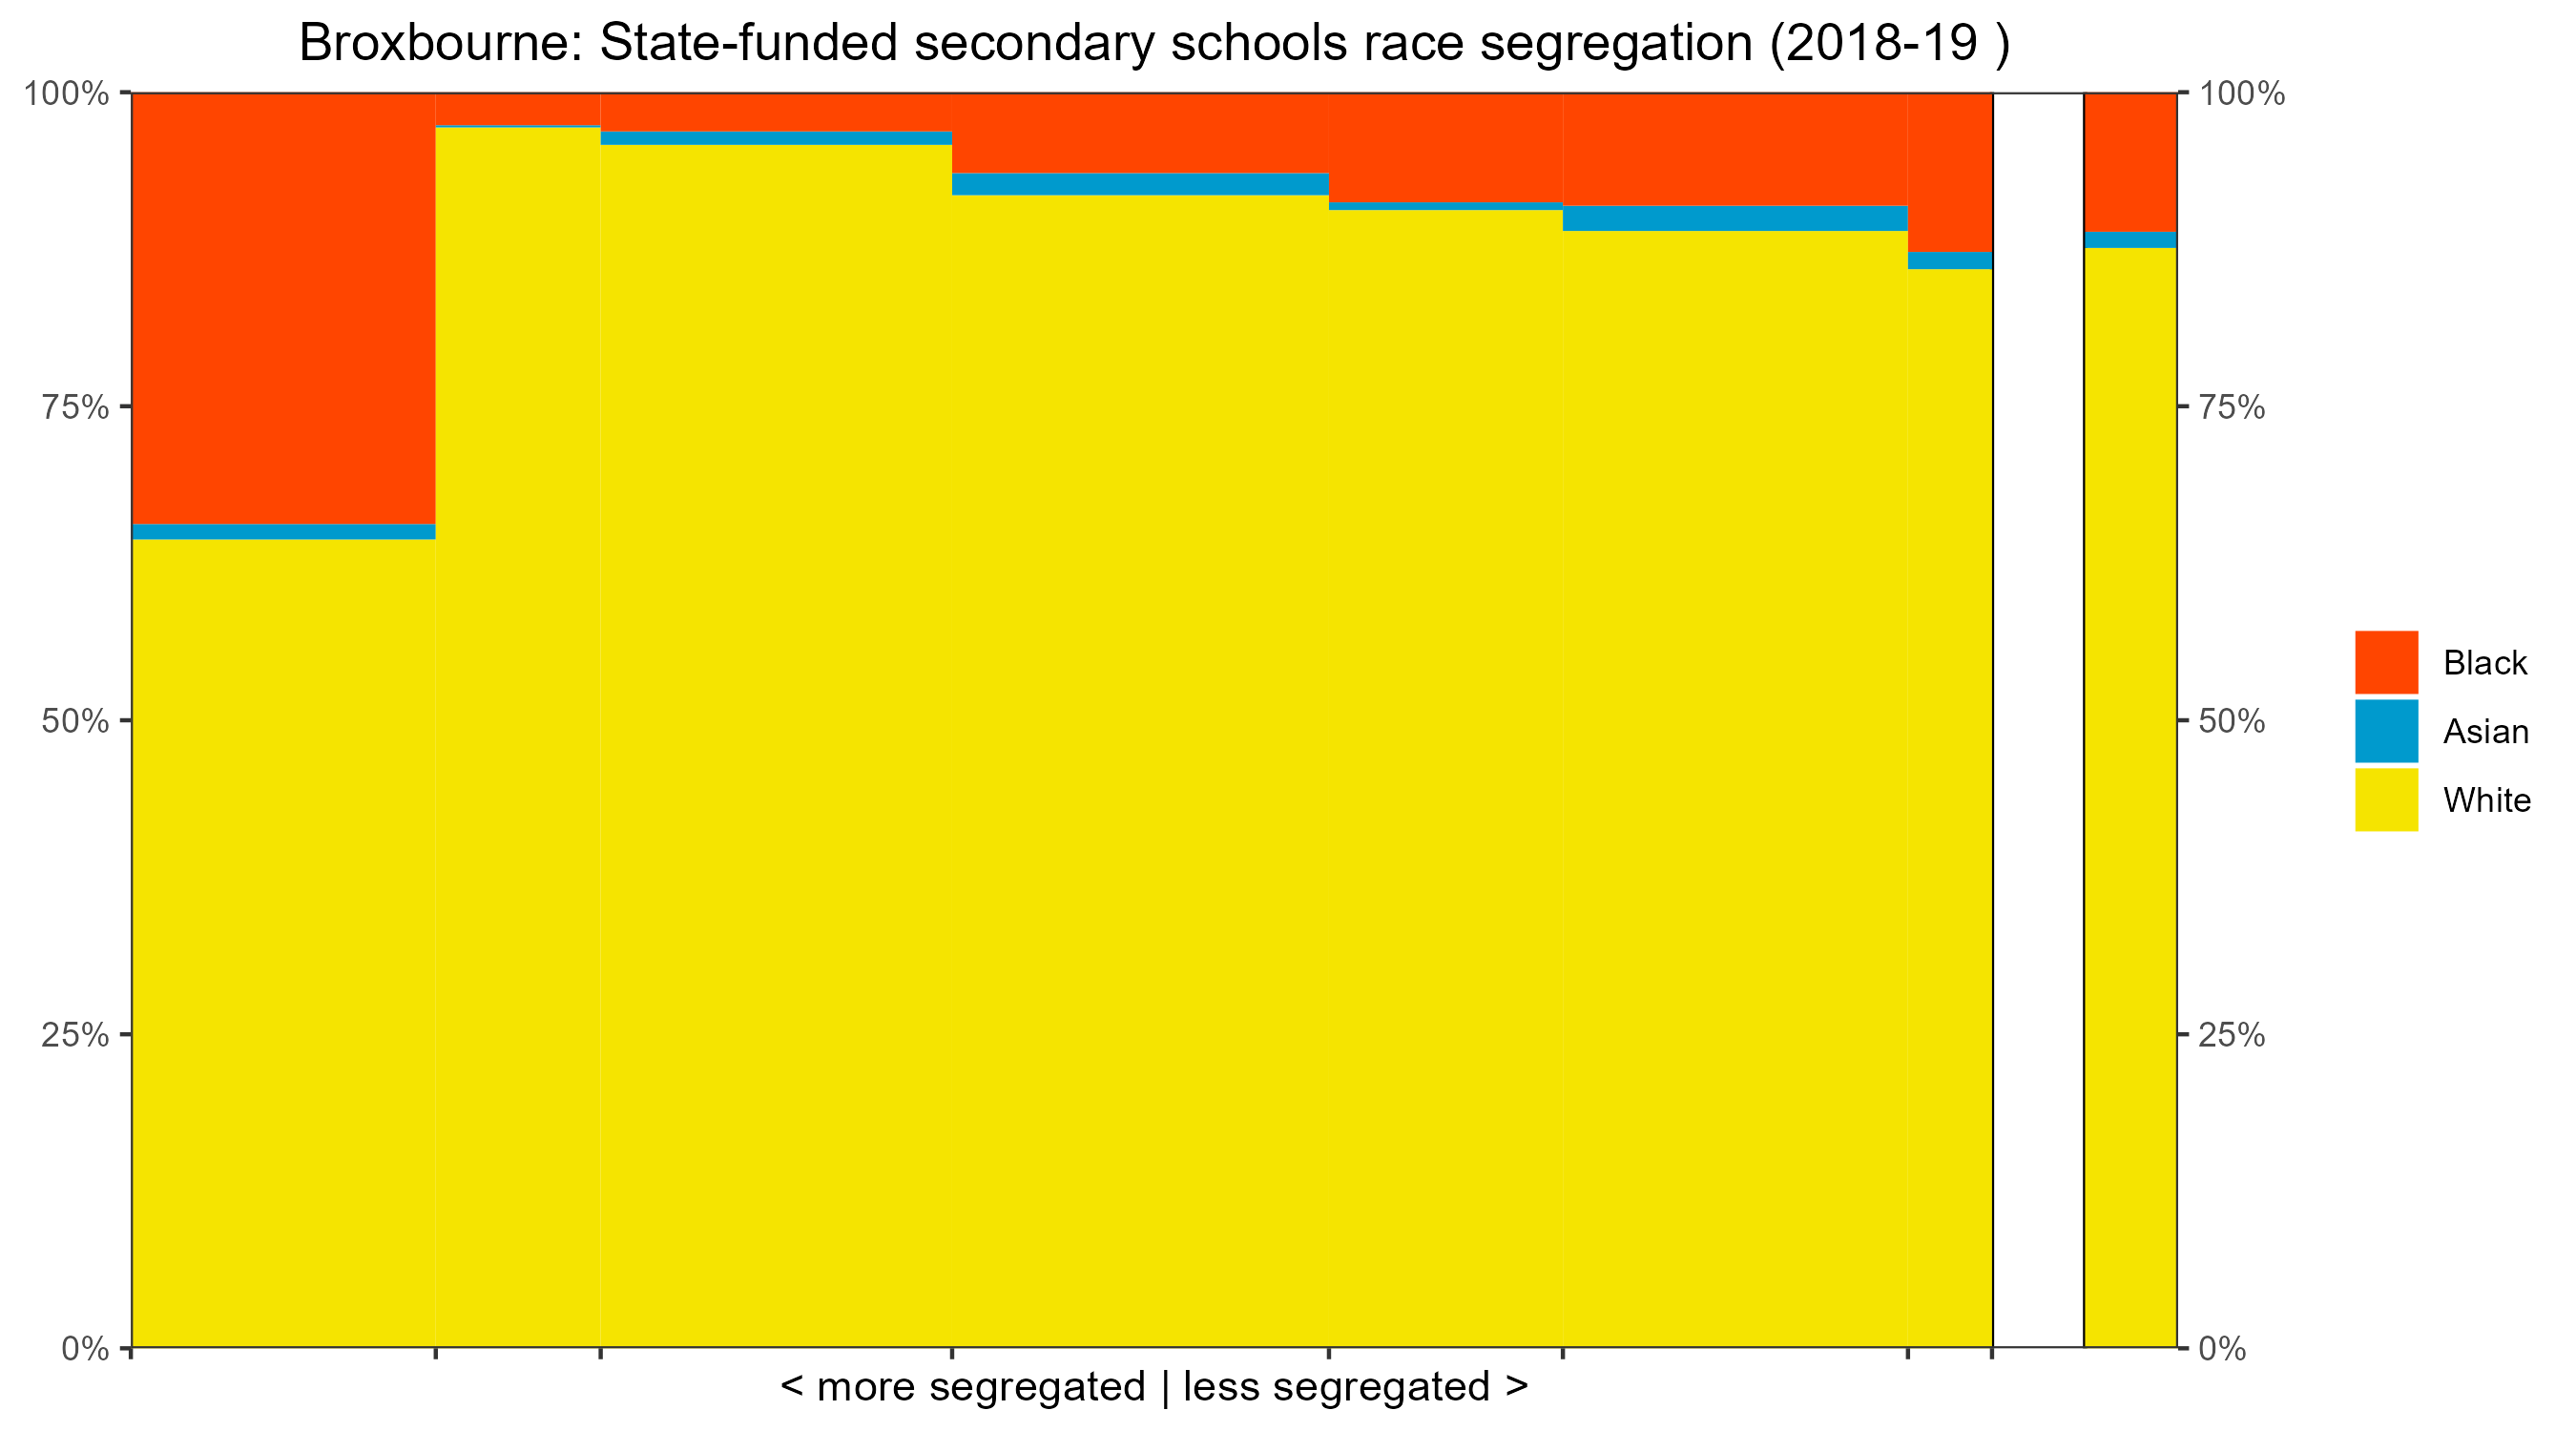 Broxbourne: State-funded secondary schools race segregation (2018-19 )
100%
75%
50%
25%
0%
100%
75%
50%
25%
0%
Black
Asian
White
< more segregated | less segregated >